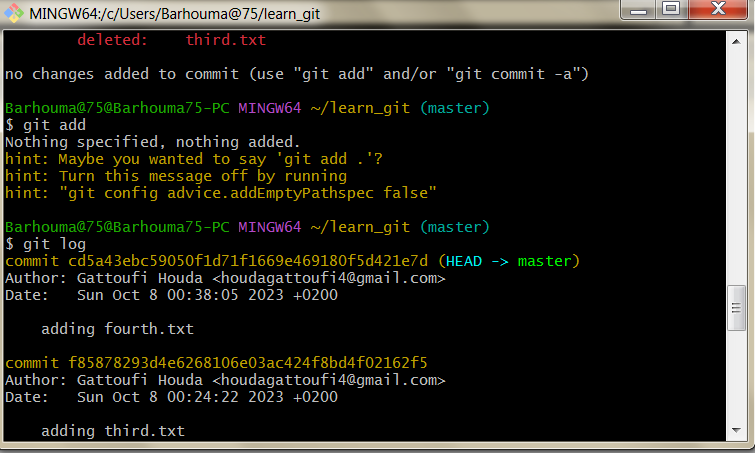 MINGW64:/c/Users/Barhouma@75/learn_git
        deleted:    third.txt
no changes added to commit (use "git add" and/or "git commit -a")
Barhouma@75@Barhouma75-PC MINGW64 ~/learn_git (master)
$ git add
Nothing specified, nothing added.
hint: Maybe you wanted to say 'git add .'?
hint: Turn this message off by running
hint: "git config advice.addEmptyPathspec false"
Barhouma@75@Barhouma75-PC MINGW64 ~/learn_git (master)
$ git log
commit cd5a43ebc59050f1d71f1669e469180f5d421e7d (HEAD -> master)
Author: Gattoufi Houda <houdagattoufi4@gmail.com>
Date:   Sun Oct 8 00:38:05 2023 +0200
    adding fourth.txt
commit f85878293d4e6268106e03ac424f8bd4f02162f5
Author: Gattoufi Houda <houdagattoufi4@gmail.com>
Date:   Sun Oct 8 00:24:22 2023 +0200
    adding third.txt